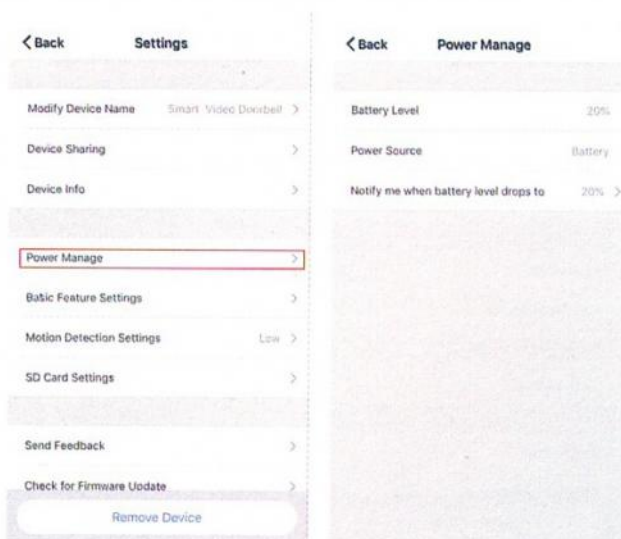 Back Settings
Modify Device Name Smart Video Doorbell
Device Sharing
Device Info
Power Manage
Batic Feature Settings
Motion Detection Settings Low
SD Card Settings
Send Feedback
Check for Firmware Update
Remove Device
Back Power Manage
Battery Level 20%
Power Source Battery
Notify me when battery level drops to 20%